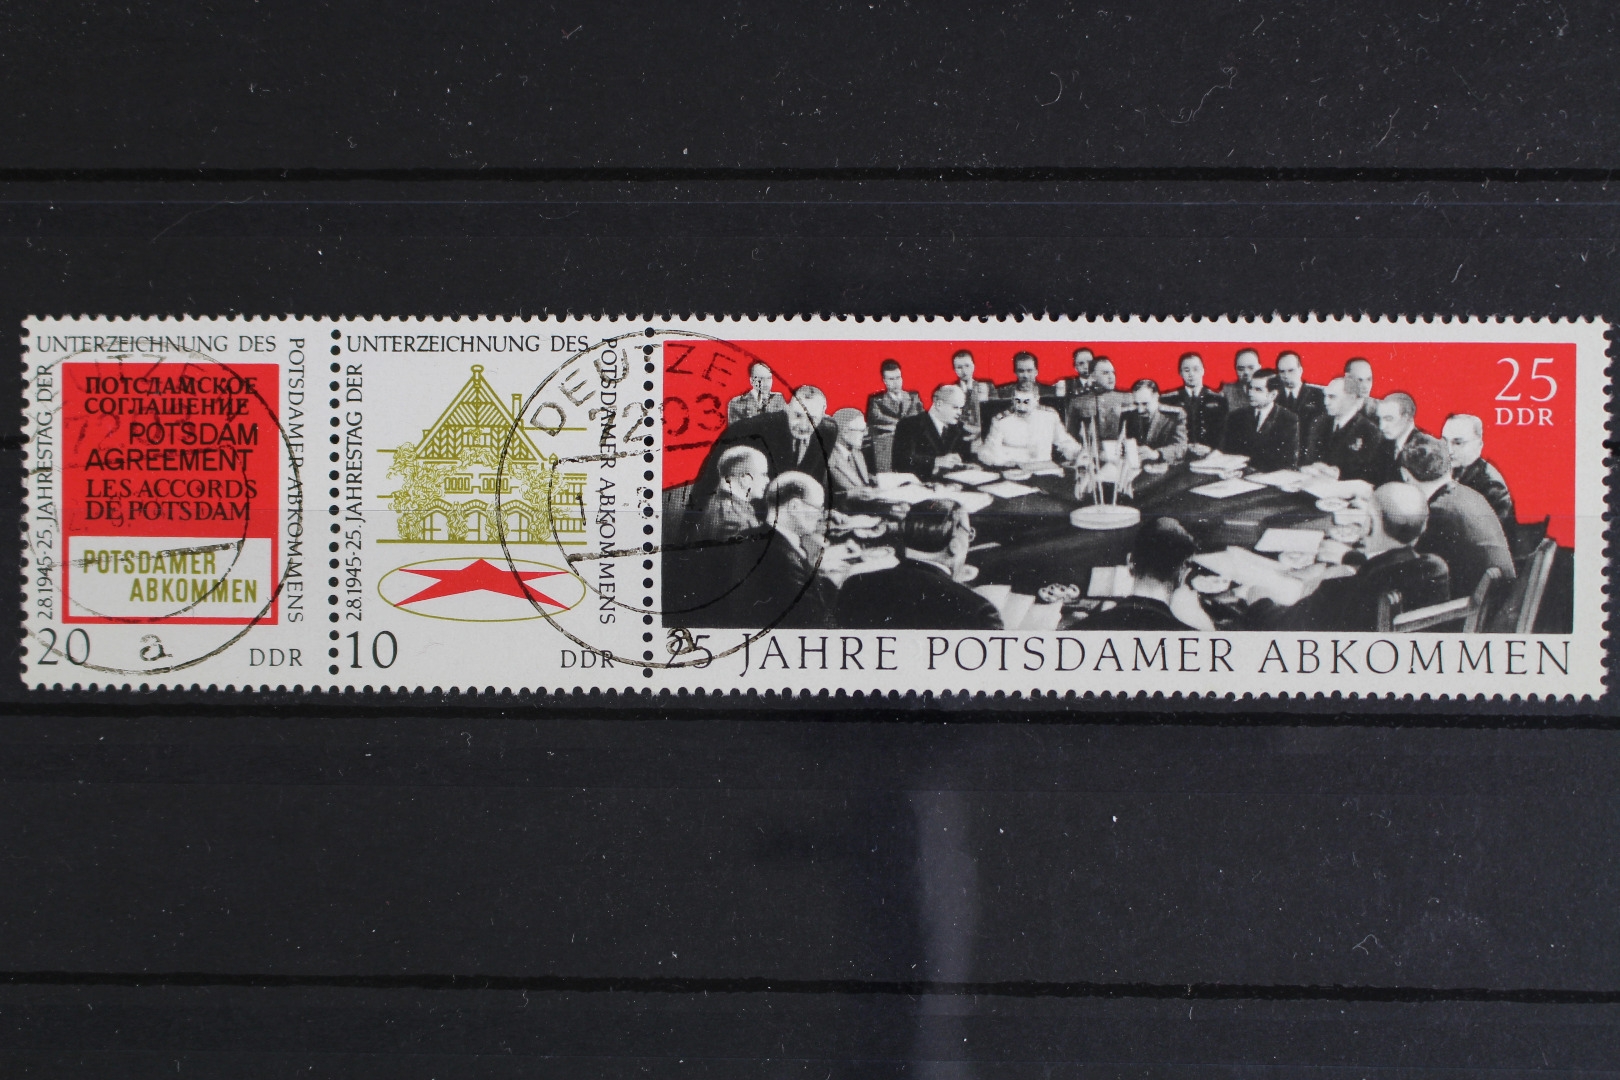 UNTERZEICHNUNG DES
POTSDAMER ABKOMMENS
2.8.1945·25.JAHRESTAG DER
ПОТСДАМСКОЕ
СОГЛАШЕНИЕ
POTSDAM
AGREEMENT
LES ACCORDS
DE POTSDAM
POTSDAMER
ABKOMMEN
20
a
DDR
UNTERZEICHNUNG DES
POTSDAMER ABKOMMENS
2.8.1945·25.JAHRESTAG DER
10
DDR
DEUTZEN
7203
a
25
DDR
25 JAHRE POTSDAMER ABKOMMEN